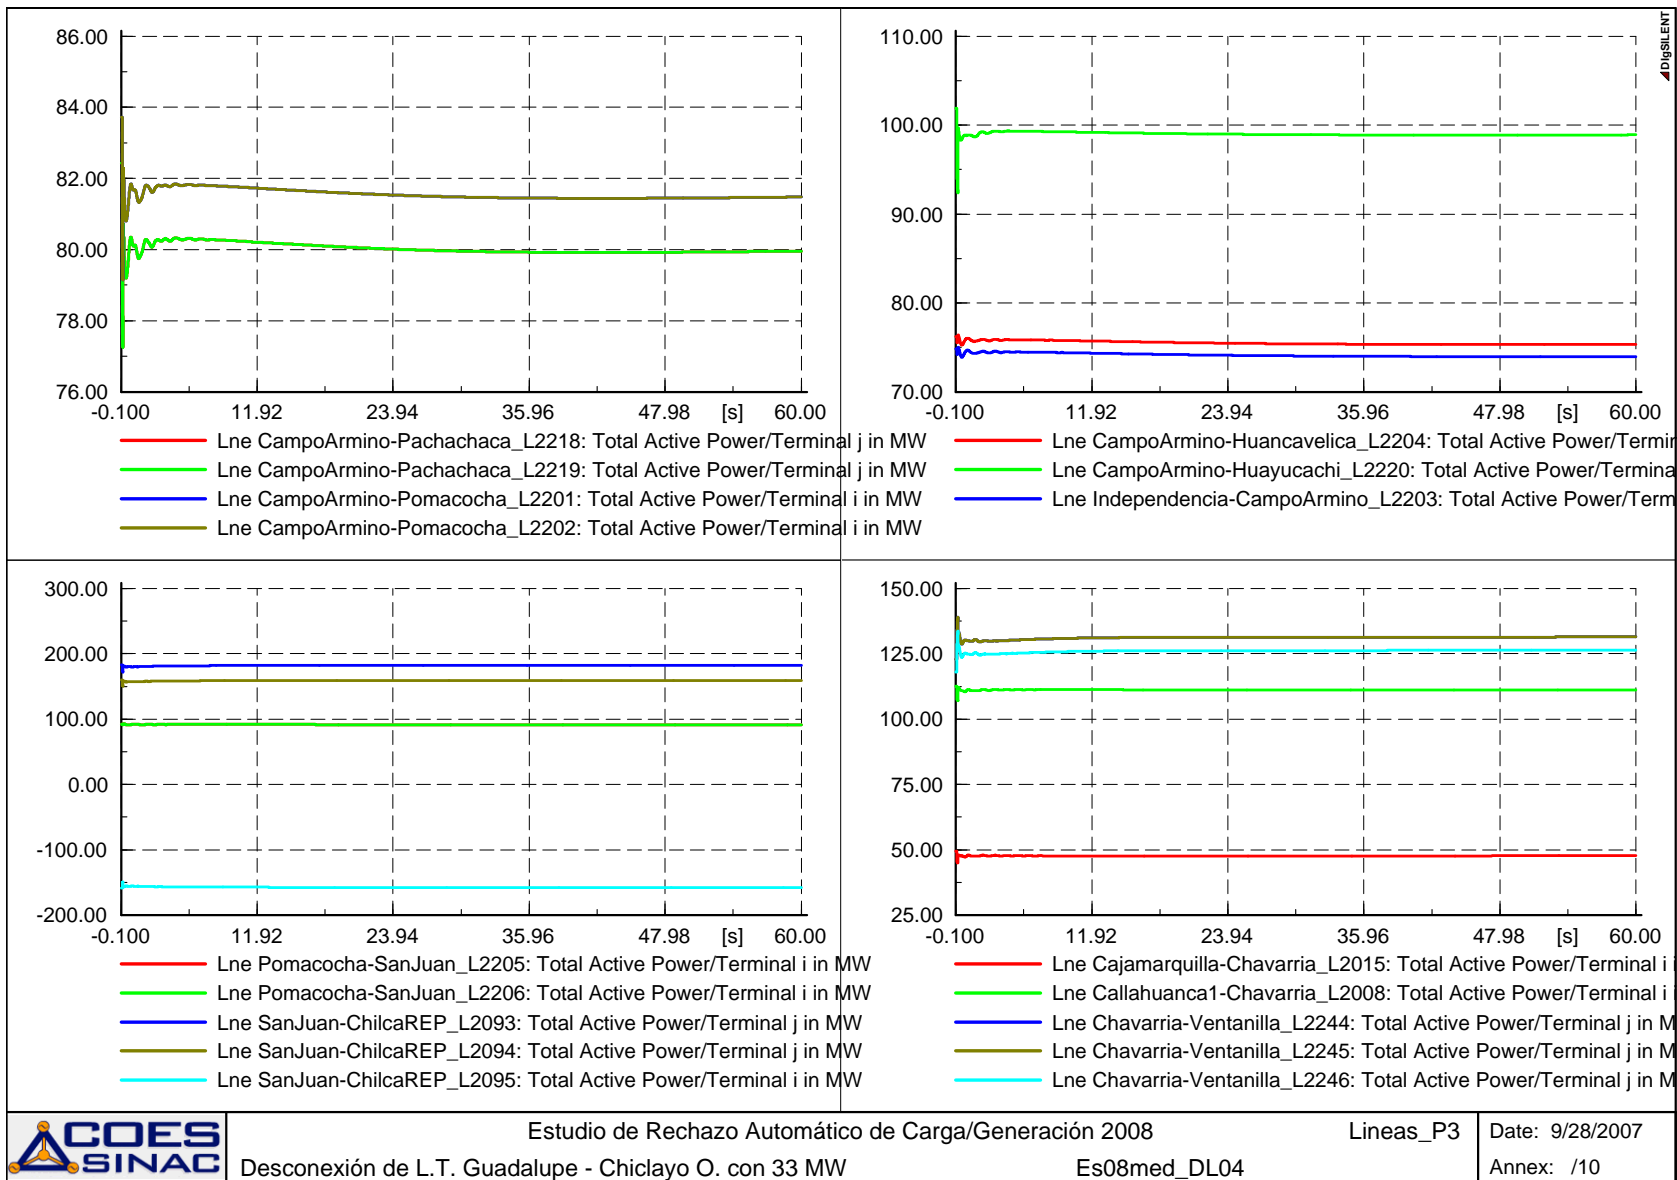 DIgSILENT
86.00
84.00
82.00
80.00
78.00
76.00
-0.100 11.92 23.94 35.96 47.98 [s] 60.00
Lne CampoArmino-Pachachaca_L2218: Total Active Power/Terminal j in MW
Lne CampoArmino-Pachachaca_L2219: Total Active Power/Terminal j in MW
Lne CampoArmino-Pomacocha_L2201: Total Active Power/Terminal i in MW
Lne CampoArmino-Pomacocha_L2202: Total Active Power/Terminal i in MW
110.00
100.00
90.00
80.00
70.00
-0.100 11.92 23.94 35.96 47.98 [s] 60.00
Lne CampoArmino-Huancavelica_L2204: Total Active Power/Termin
Lne CampoArmino-Huayucachi_L2220: Total Active Power/Termina
Lne Independencia-CampoArmino_L2203: Total Active Power/Term
300.00
200.00
100.00
0.00
-100.00
-200.00
-0.100 11.92 23.94 35.96 47.98 [s] 60.00
Lne Pomacocha-SanJuan_L2205: Total Active Power/Terminal i in MW
Lne Pomacocha-SanJuan_L2206: Total Active Power/Terminal i in MW
Lne SanJuan-ChilcaREP_L2093: Total Active Power/Terminal j in MW
Lne SanJuan-ChilcaREP_L2094: Total Active Power/Terminal j in MW
Lne SanJuan-ChilcaREP_L2095: Total Active Power/Terminal i in MW
150.00
125.00
100.00
75.00
50.00
25.00
-0.100 11.92 23.94 35.96 47.98 [s] 60.00
Lne Cajamarquilla-Chavarria_L2015: Total Active Power/Terminal i i
Lne Callahuanca1-Chavarria_L2008: Total Active Power/Terminal i i
Lne Chavarria-Ventanilla_L2244: Total Active Power/Terminal j in M
Lne Chavarria-Ventanilla_L2245: Total Active Power/Terminal j in M
Lne Chavarria-Ventanilla_L2246: Total Active Power/Terminal j in M
COES
SINAC
Estudio de Rechazo Automático de Carga/Generación 2008 Lineas_P3
Desconexión de L.T. Guadalupe - Chiclayo O. con 33 MW Es08med_DL04
Date: 9/28/2007
Annex: /10